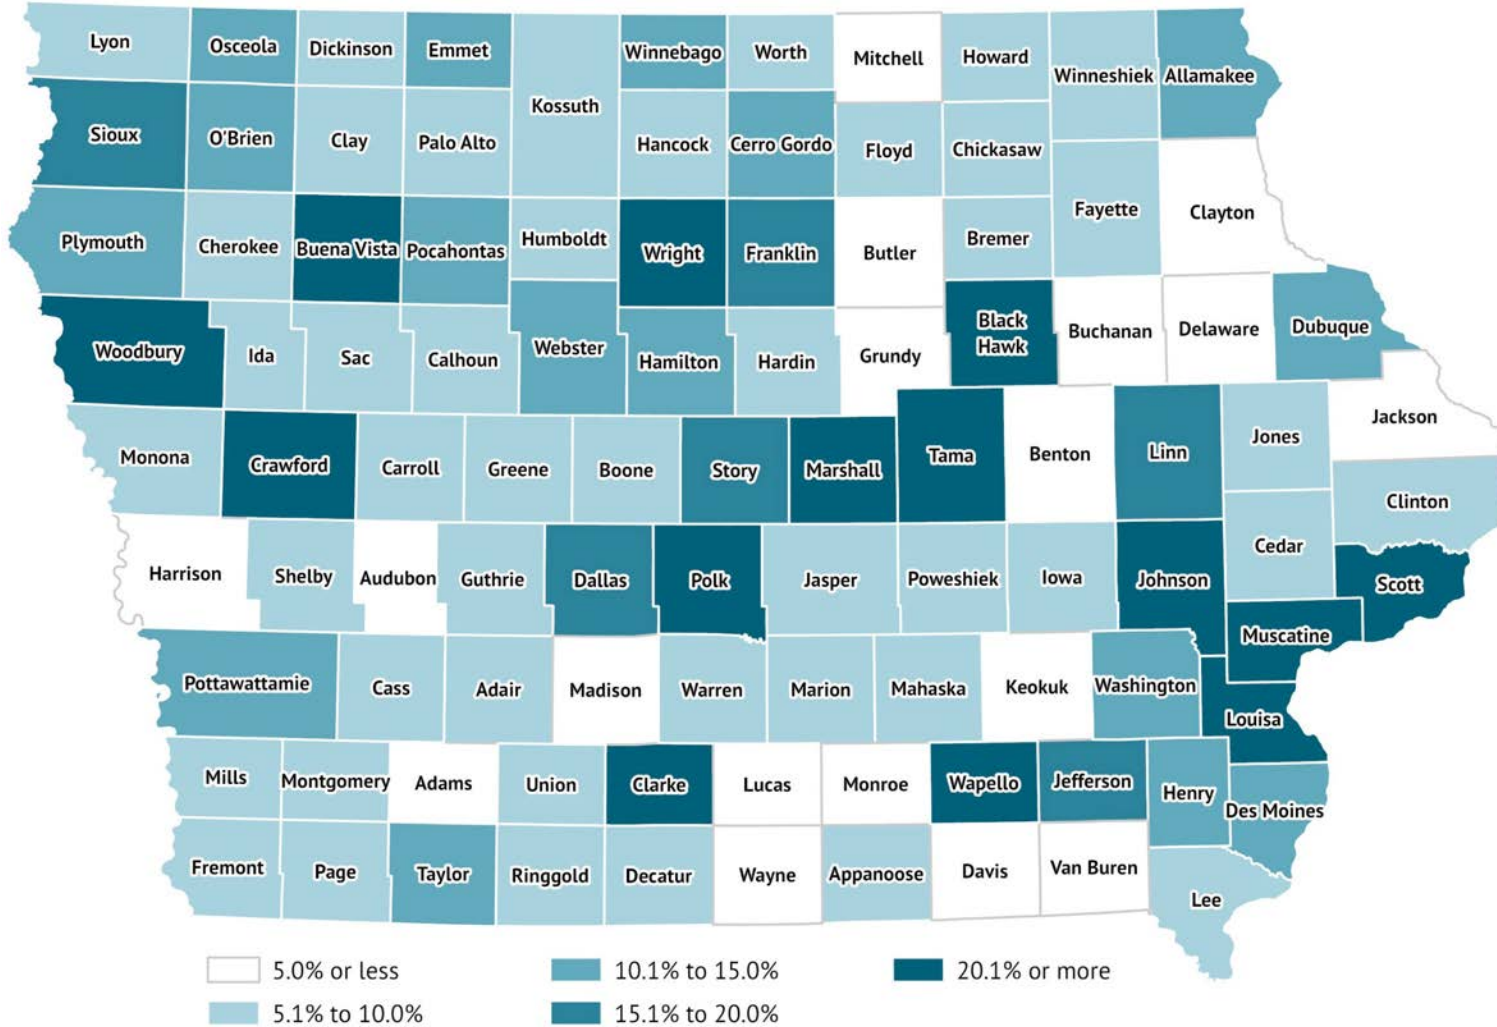 Lyon
Osceola
Dickinson
Emmet
Kossuth
Winnebago
Worth
Mitchell
Howard
Winneshiek
Allamakee
Sioux
O'Brien
Clay
Palo Alto
Hancock
Cerro Gordo
Floyd
Chickasaw
Plymouth
Cherokee
Buena Vista
Pocahontas
Humboldt
Wright
Franklin
Butler
Bremer
Fayette
Clayton
Woodbury
Ida
Sac
Calhoun
Webster
Hamilton
Hardin
Grundy
Black
Hawk
Buchanan
Delaware
Dubuque
Monona
Crawford
Carroll
Greene
Boone
Story
Marshall
Tama
Benton
Linn
Jones
Jackson
Clinton
Harrison
Shelby
Audubon
Guthrie
Dallas
Polk
Jasper
Poweshiek
Iowa
Johnson
Cedar
Scott
Muscatine
Pottawattamie
Cass
Adair
Madison
Warren
Marion
Mahaska
Keokuk
Washington
Louisa
Mills
Montgomery
Adams
Union
Clarke
Lucas
Monroe
Wapello
Jefferson
Henry
Des Moines
Fremont
Page
Taylor
Ringgold
Decatur
Wayne
Appanoose
Davis
Van Buren
Lee
5.0% or less
10.1% to 15.0%
20.1% or more
5.1% to 10.0%
15.1% to 20.0%